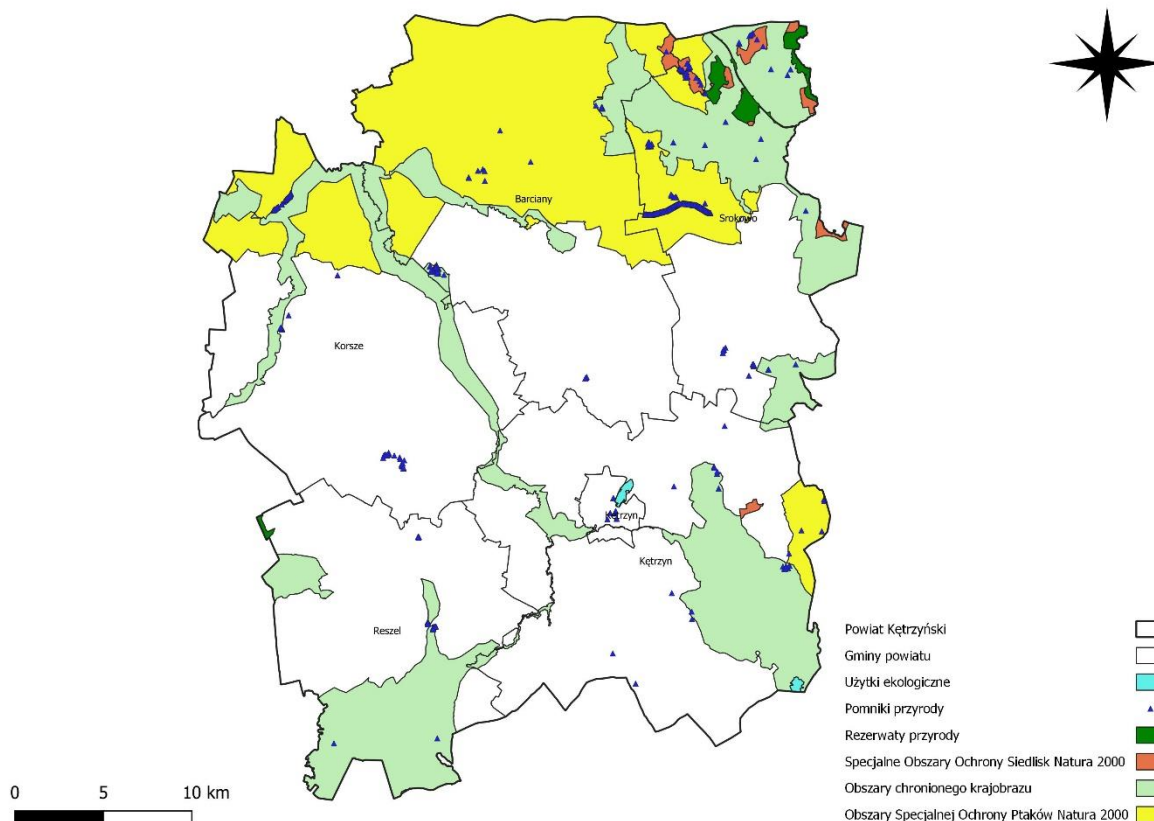 Barciany
Srokowo
Korsze
Kętrzyn
Kętrzyn
Reszel
Powiat Kętrzyński
Gminy powiatu
Użytki ekologiczne
Pomniki przyrody
Rezerwaty przyrody
Specjalne Obszary Ochrony Siedlisk Natura 2000
Obszary chronionego krajobrazu
Obszary Specjalnej Ochrony Ptaków Natura 2000
0 5 10 km